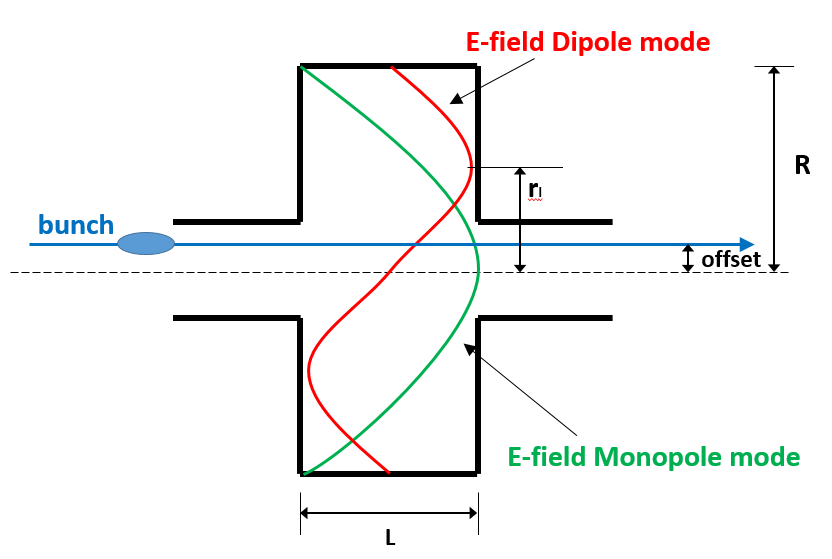 E-field Dipole mode
R
rl
bunch
offset
E-field Monopole mode
L